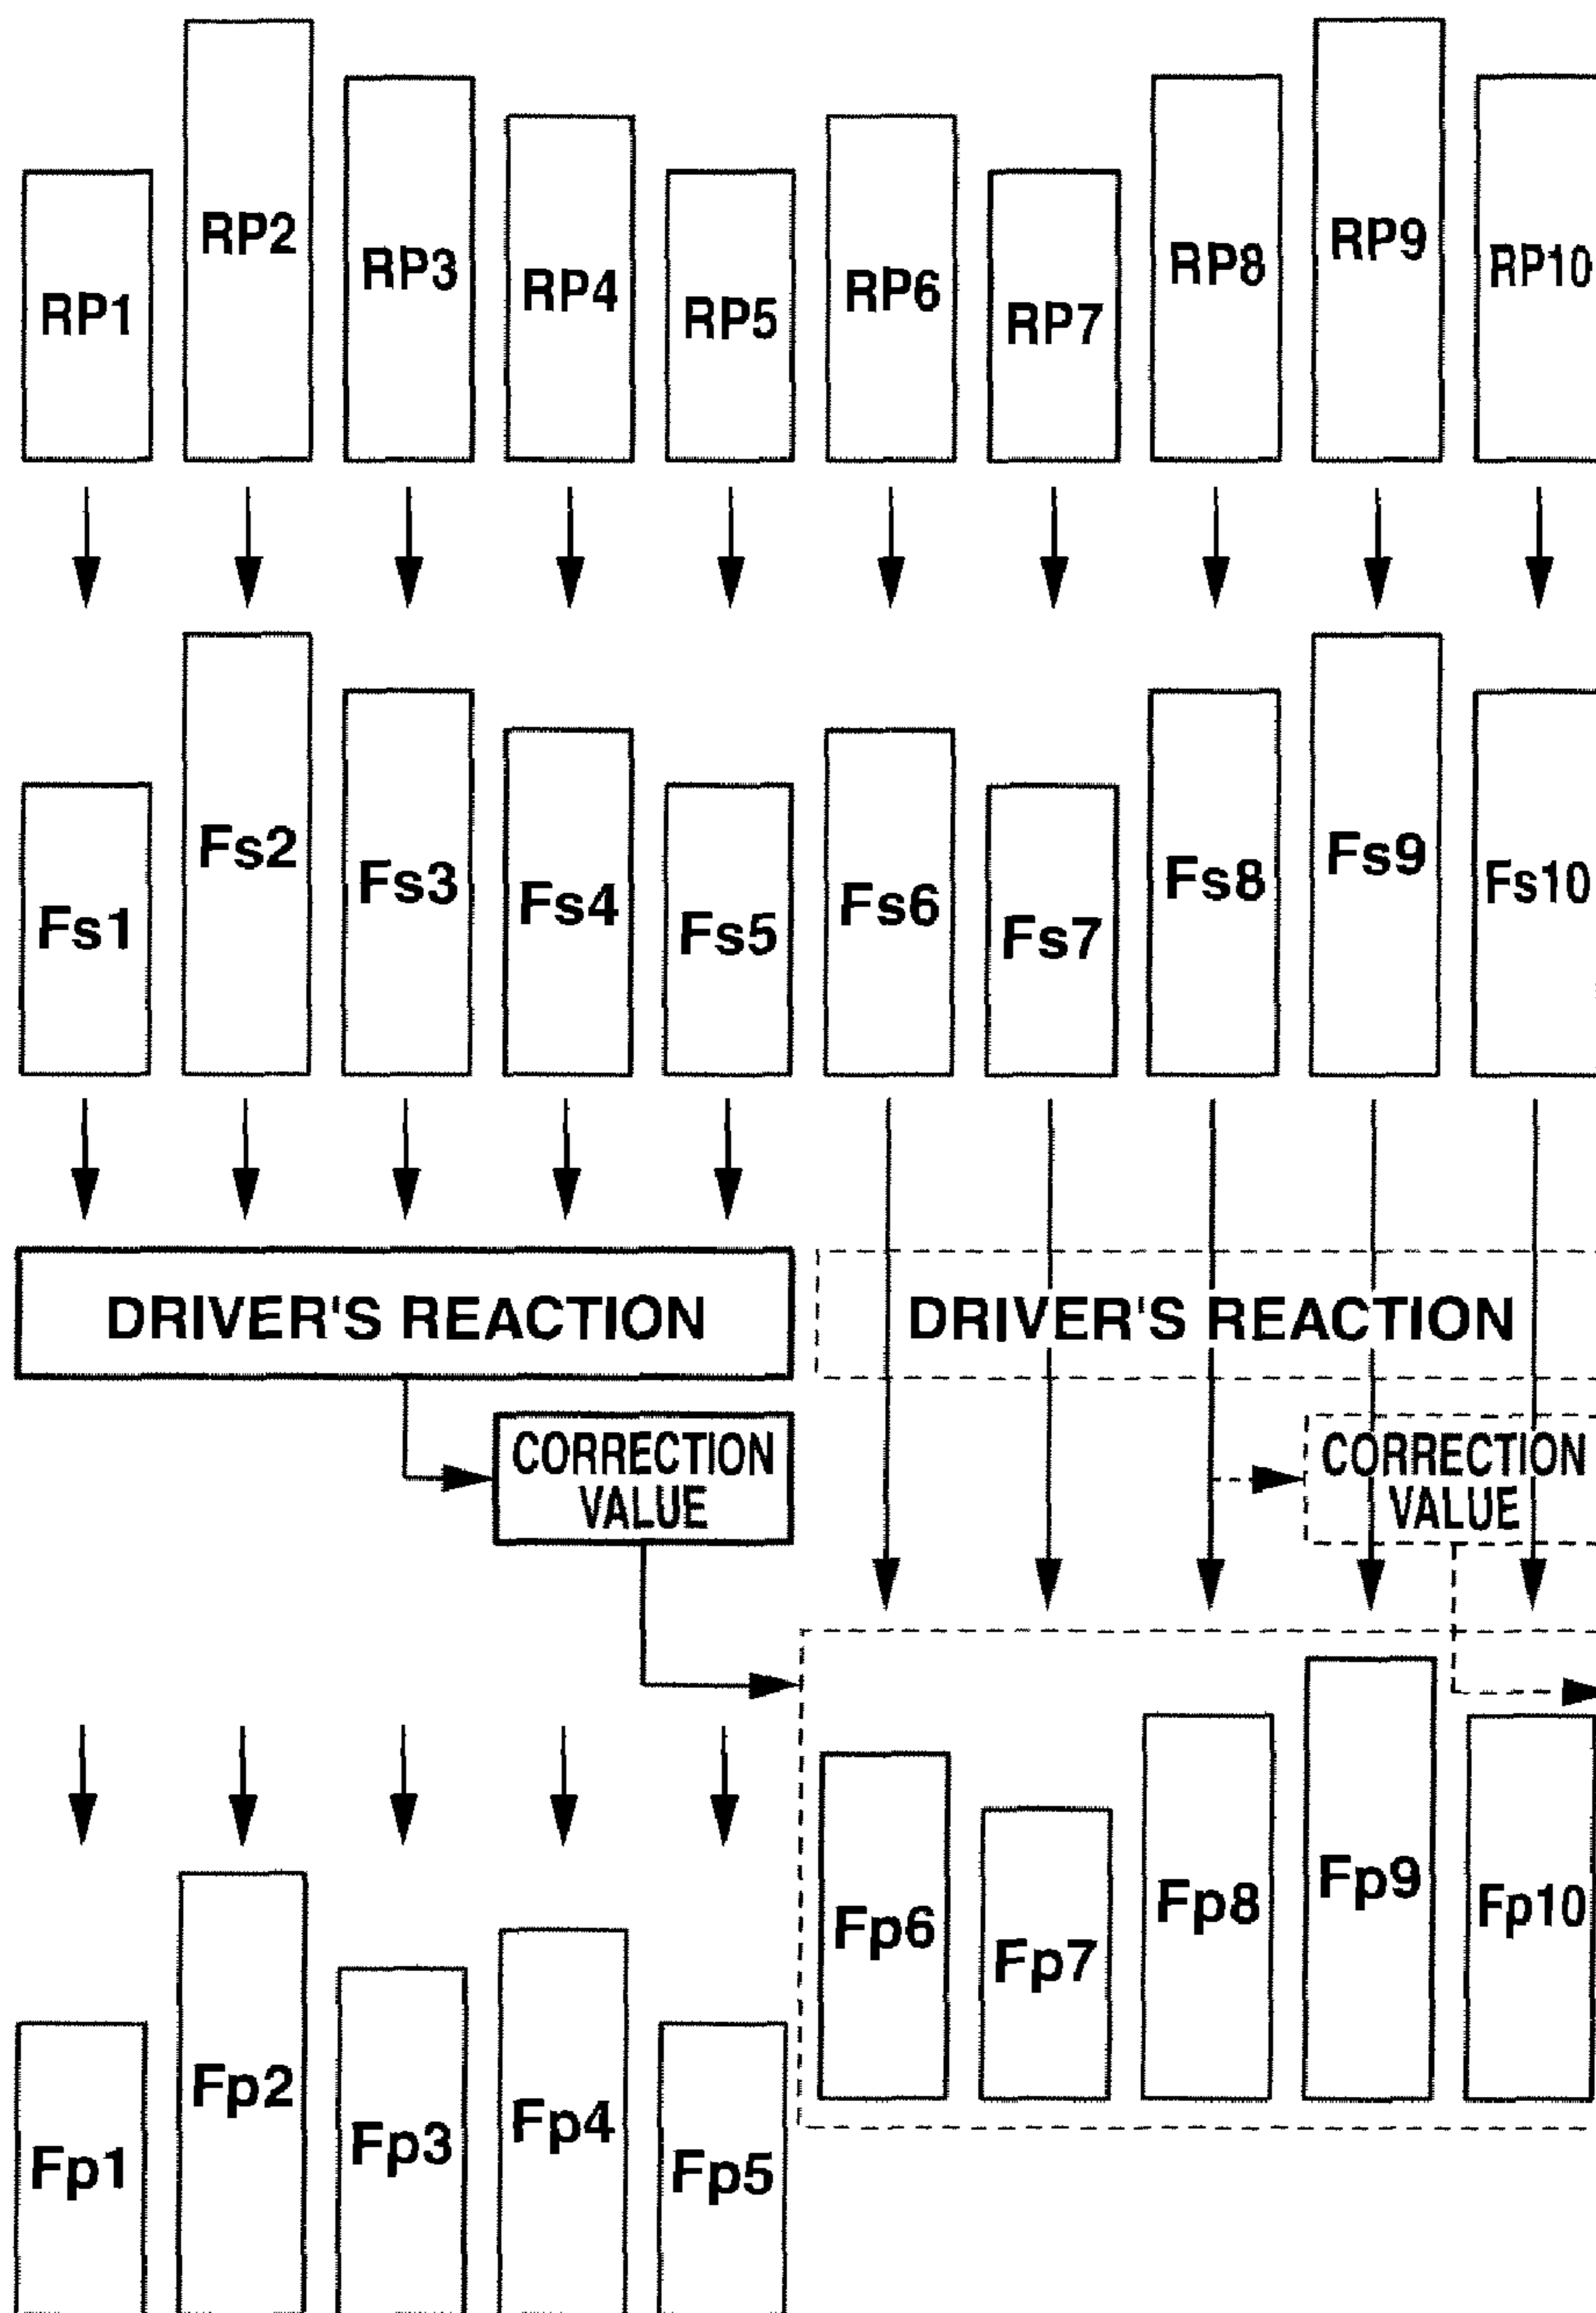 RP1
RP2
RP3
RP4
RP5
RP6
RP7
RP8
RP9
RP10
Fs1
Fs2
Fs3
Fs4
Fs5
Fs6
Fs7
Fs8
Fs9
Fs10
DRIVER'S REACTION
DRIVER'S REACTION
CORRECTION
VALUE
CORRECTION
VALUE
Fp1
Fp2
Fp3
Fp4
Fp5
Fp6
Fp7
Fp8
Fp9
Fp10